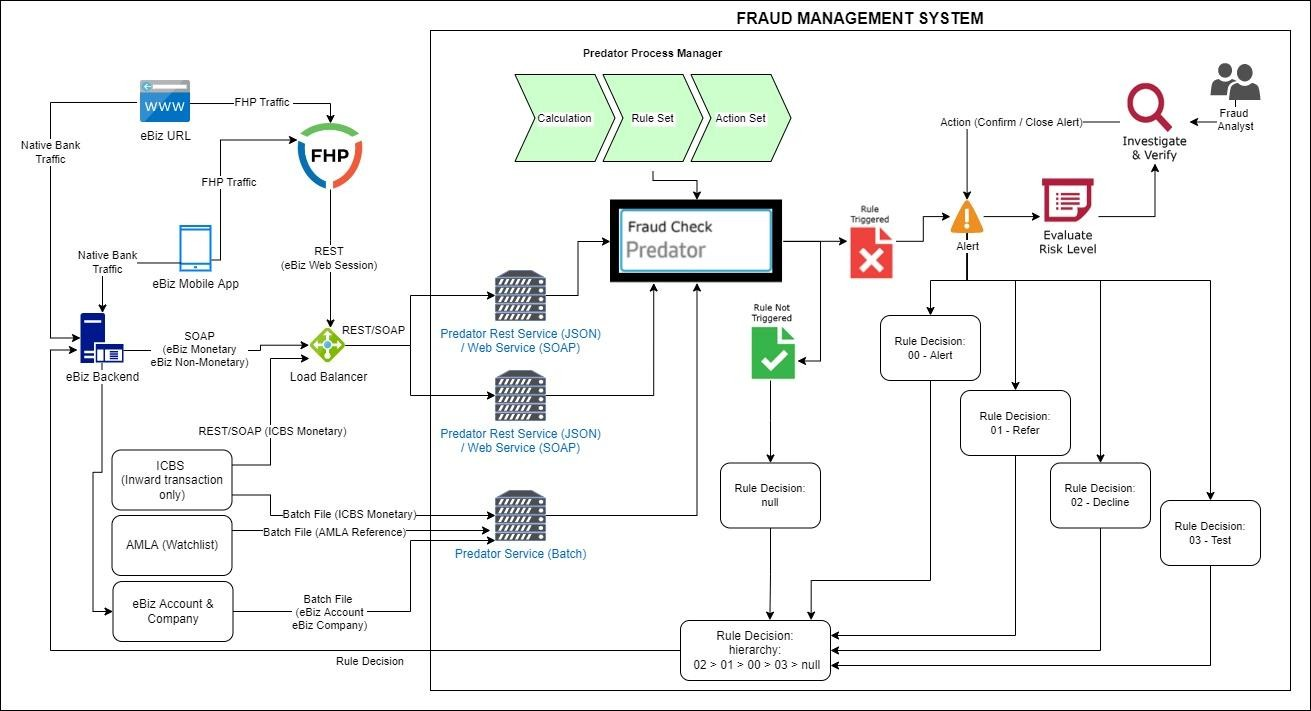 FRAUD MANAGEMENT SYSTEM
Predator Process Manager
Calculation
Rule Set
Action Set
WWW
eBiz URL
FHP Traffic
FHP
Native Bank
Traffic
FHP Traffic
Native Bank
Traffic
eBiz Mobile App
REST
(eBiz Web Session)
eBiz Backend
SOAP
(eBiz Monetary
eBiz Non-Monetary)
Load Balancer
REST/SOAP
REST/SOAP (ICBS Monetary)
ICBS
(Inward transaction
only)
Batch File (ICBS Monetary)
Batch File (AMLA Reference)
AMLA (Watchlist)
eBiz Account &
Company
Batch File
(eBiz Account
eBiz Company)
Predator Rest Service (JSON)
/ Web Service (SOAP)
Predator Rest Service (JSON)
/ Web Service (SOAP)
Predator Service (Batch)
Fraud Check
Predator
Rule
Triggered
Rule Not
Triggered
Action (Confirm / Close Alert)
Investigate
& Verify
Fraud
Analyst
Alert
Evaluate
Risk Level
Rule Decision:
00 - Alert
Rule Decision:
01 - Refer
Rule Decision:
02 - Decline
Rule Decision:
03 - Test
Rule Decision:
null
Rule Decision:
hierarchy:
02 > 01 > 00 > 03 > null
Rule Decision